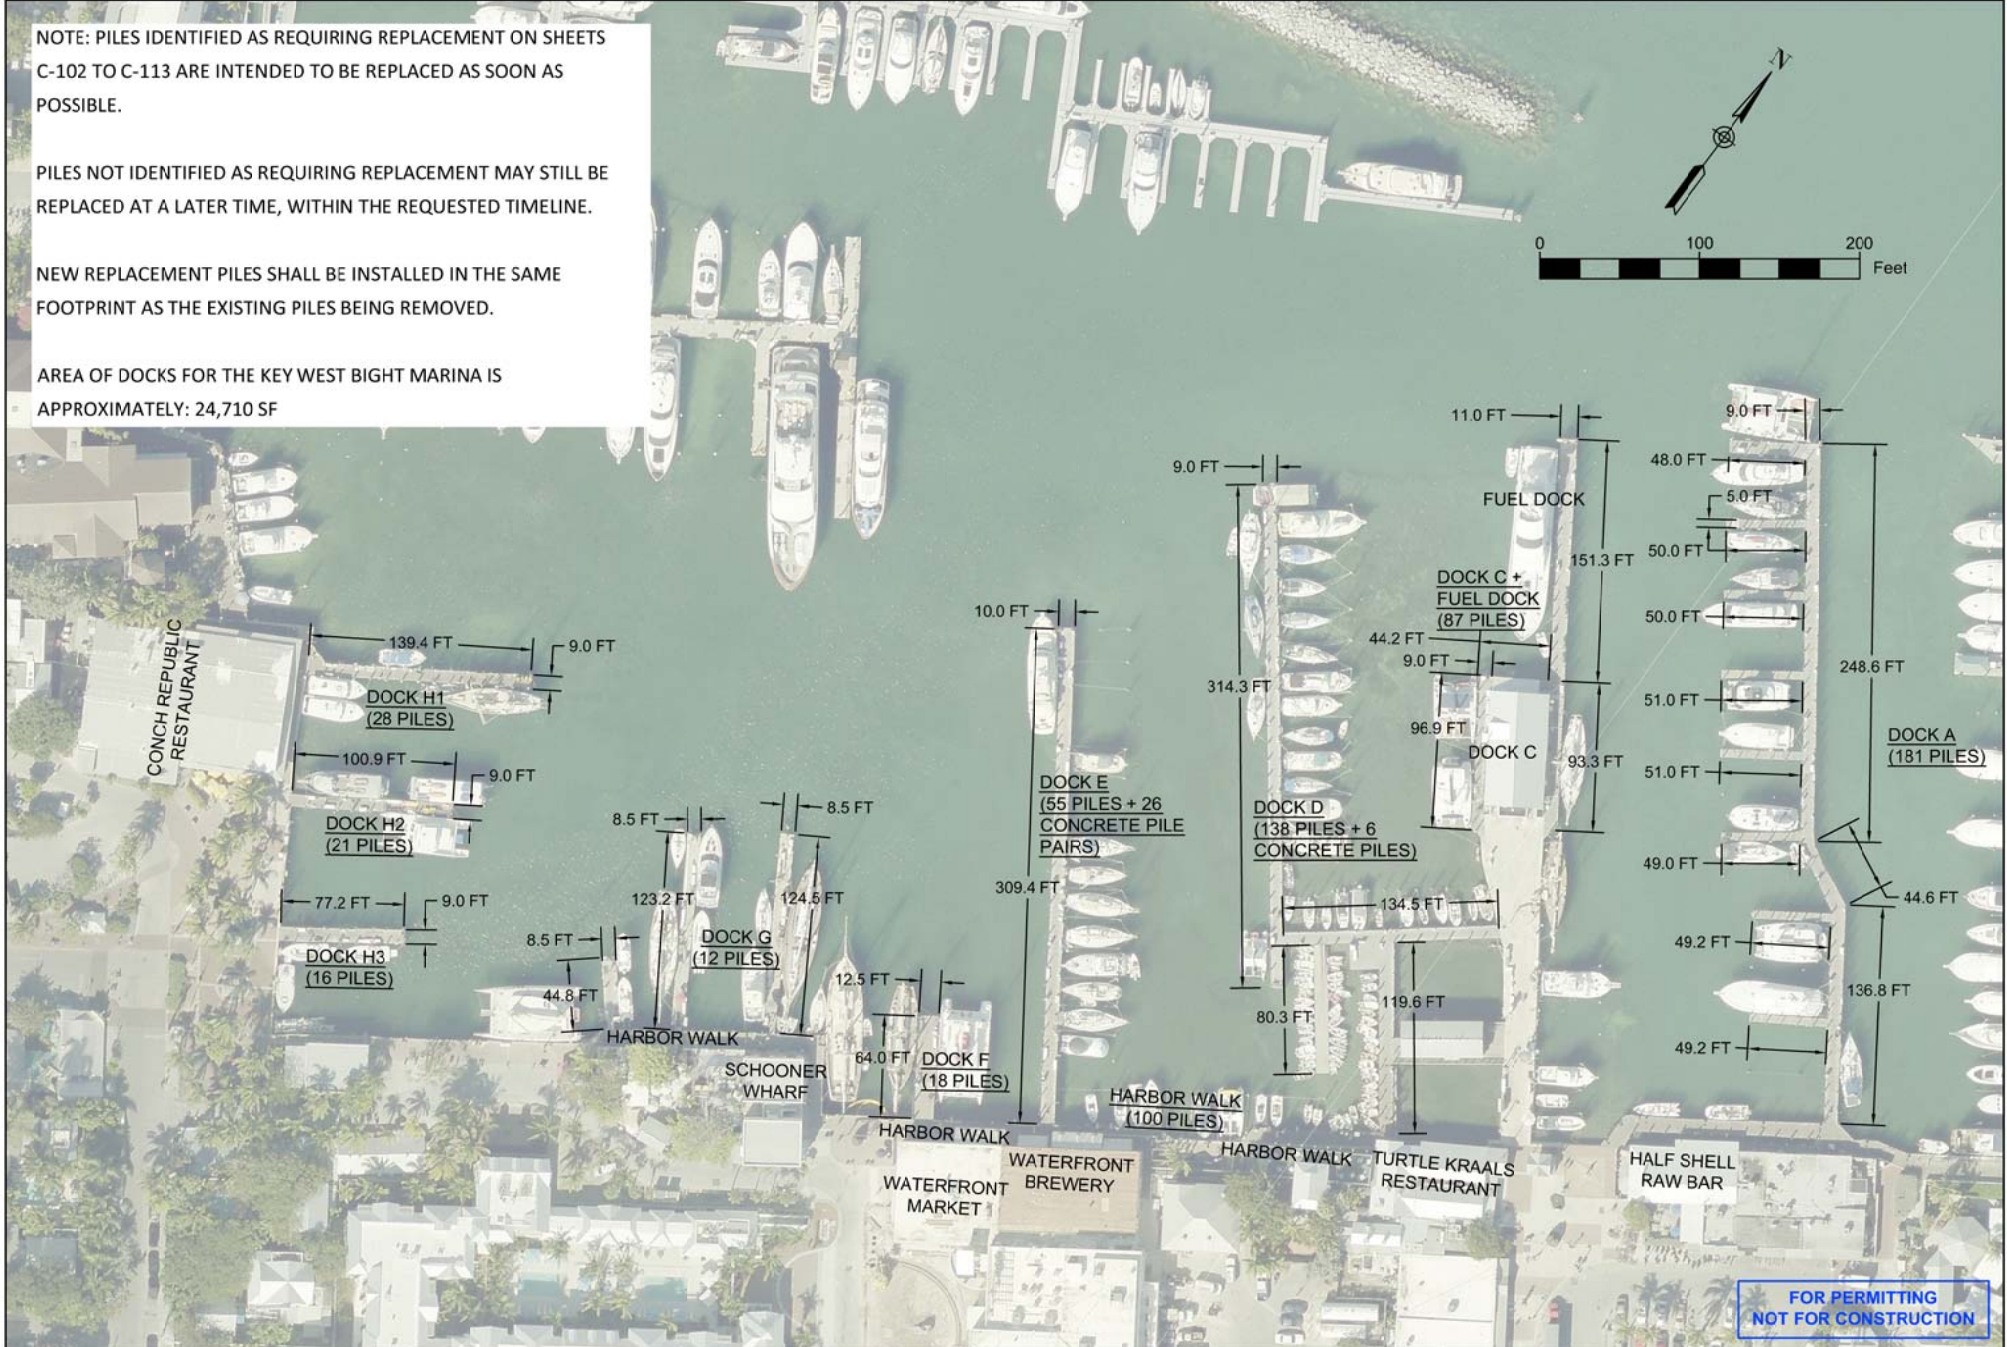 NOTE: PILES IDENTIFIED AS REQUIRING REPLACEMENT ON SHEETS
C-102 TO C-113 ARE INTENDED TO BE REPLACED AS SOON AS
POSSIBLE.
PILES NOT IDENTIFIED AS REQUIRING REPLACEMENT MAY STILL BE
REPLACED AT A LATER TIME, WITHIN THE REQUESTED TIMELINE.
NEW REPLACEMENT PILES SHALL BE INSTALLED IN THE SAME
FOOTPRINT AS THE EXISTING PILES BEING REMOVED.
AREA OF DOCKS FOR THE KEY WEST BIGHT MARINA IS
APPROXIMATELY: 24,710 SF
N
0 100 200
Feet
CONCH REPUBLIC
RESTAURANT
139.4 FT
9.0 FT
DOCK H1
(28 PILES)
100.9 FT
9.0 FT
DOCK H2
(21 PILES)
77.2 FT
9.0 FT
DOCK H3
(16 PILES)
8.5 FT
44.8 FT
8.5 FT
123.2 FT
8.5 FT
124.5 FT
DOCK G
(12 PILES)
HARBOR WALK
SCHOONER
WHARF
12.5 FT
64.0 FT
DOCK F
(18 PILES)
HARBOR WALK
WATERFRONT
MARKET
WATERFRONT
BREWERY
10.0 FT
309.4 FT
DOCK E
(55 PILES + 26
CONCRETE PILE
PAIRS)
HARBOR WALK
(100 PILES)
HARBOR WALK
9.0 FT
314.3 FT
DOCK D
(138 PILES + 6
CONCRETE PILES)
134.5 FT
80.3 FT
119.6 FT
TURTLE KRAALS
RESTAURANT
11.0 FT
FUEL DOCK
151.3 FT
DOCK C +
FUEL DOCK
(87 PILES)
44.2 FT
9.0 FT
96.9 FT
DOCK C
93.3 FT
9.0 FT
48.0 FT
5.0 FT
50.0 FT
50.0 FT
51.0 FT
51.0 FT
49.0 FT
49.2 FT
49.2 FT
248.6 FT
DOCK A
(181 PILES)
44.6 FT
136.8 FT
HALF SHELL
RAW BAR
FOR PERMITTING
NOT FOR CONSTRUCTION